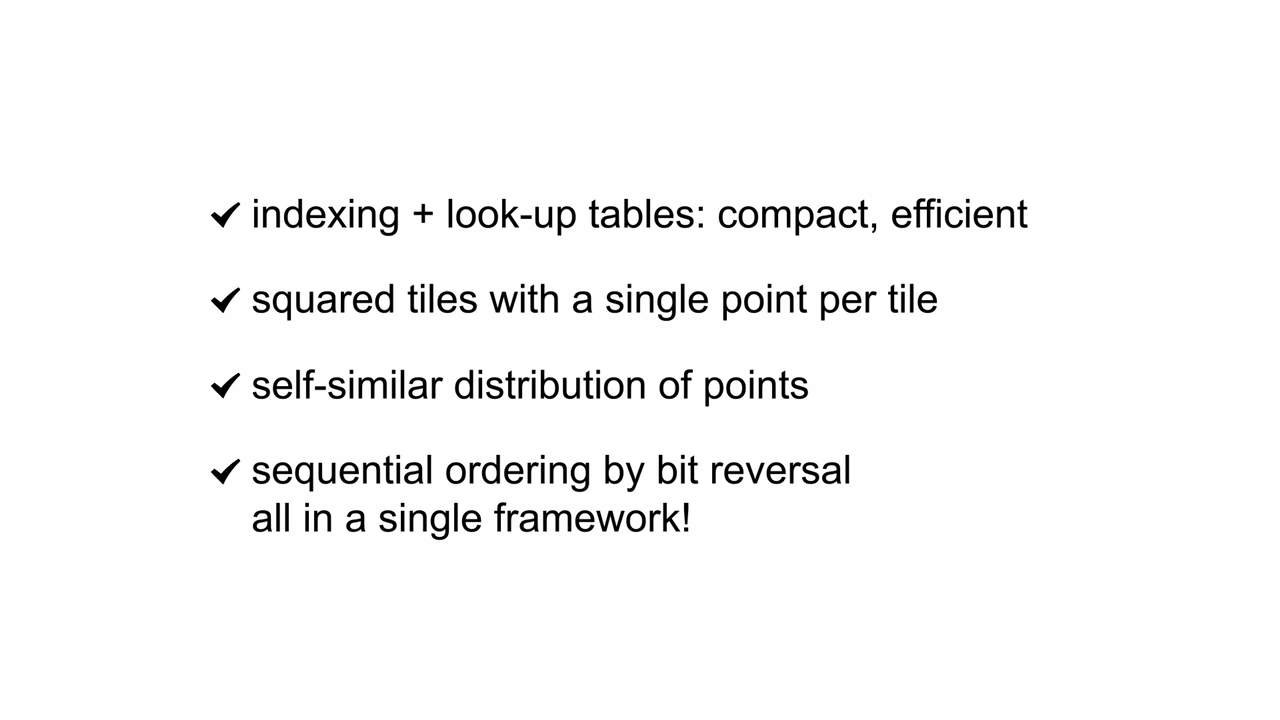 ✔ indexing + look-up tables: compact, efficient
✔ squared tiles with a single point per tile
✔ self-similar distribution of points
✔ sequential ordering by bit reversal
all in a single framework!